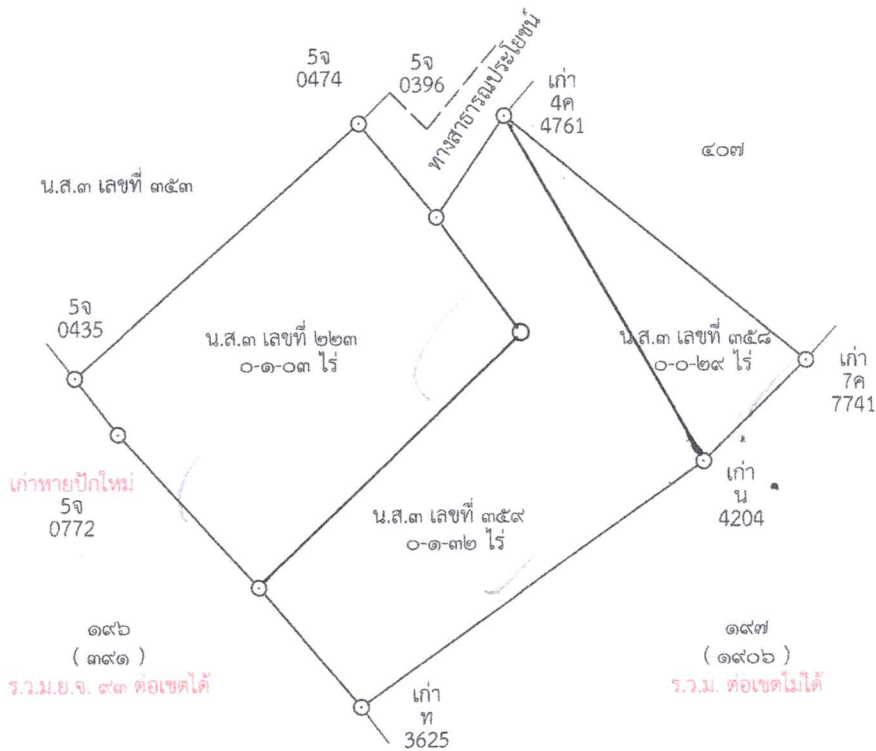 5จ
0474
5จ
0396
ทางสาธารณประโยชน์
เก่า
4ค
4761
๔๐๗
น.ส.๓ เลขที่ ๓๕๓
5จ
0435
น.ส.๓ เลขที่ ๒๒๓
๐-๑-๐๓ ไร่
น.ส.๓ เลขที่ ๓๕๘
๐-๐-๒๙ ไร่
เก่า
7ค
7741
เก่าหายปักใหม่
5จ
0772
เก่า
น
4204
น.ส.๓ เลขที่ ๓๕๙
๐-๑-๓๒ ไร่
๑๙๖
( ๓๙๑ )
ร.ว.ม.ย.จ. ๙๓ ต่อเขตได้
๑๙๗
( ๑๙๐๖ )
ร.ว.ม. ต่อเขตไม่ได้
เก่า
ท
3625